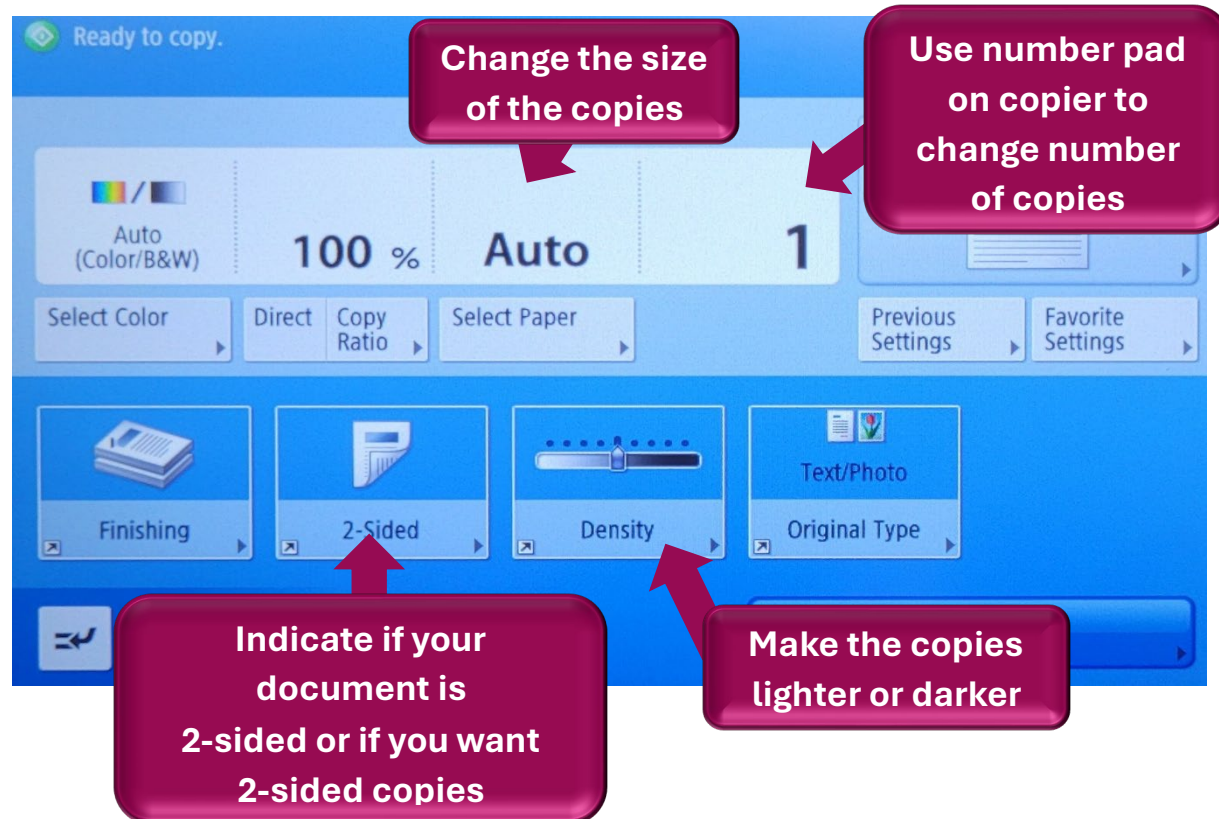 Ready to copy.
Change the size
of the copies
Use number pad
on copier to
change number
of copies
Auto
(Color/B&W)
100 %
Auto
1
Select Color
Direct
Copy
Ratio
Select Paper
Previous
Settings
Favorite
Settings
Finishing
2-Sided
Density
Text/Photo
Original Type
Indicate if your
document is
2-sided or if you want
2-sided copies
Make the copies
lighter or darker